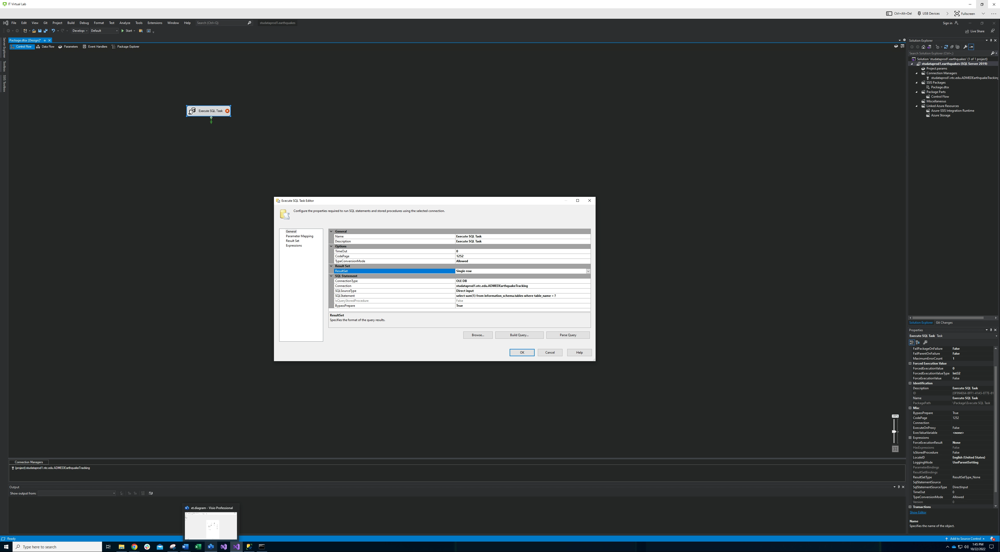 IT Virtual Lab
Ctrl+Alt+Del USB Devices Fullscreen
File Edit View Git Project Build Debug Format Test Analyze Tools Extensions Window Help Search (Ctrl+Q) studataprod1.earthquakes Sign in
Developı Default Start Live Share
Package.dtsx [Design]*
Control Flow Data Flow Parameters Event Handlers Package Explorer
Server Explorer
Toolbox
SSIS Toolbox
Execute SQL Task
Solution Explorer
Search Solution Explorer (Ctrl+;)
Solution 'studataprod1.earthquakes' (1 of 1 project)
studataprod1.earthquakes (SQL Server 2019)
Project.params
Connection Managers
studataprod1.ntc.edu.ADMEDEarthquakeTracking
SSIS Packages
Package.dtsx
Package Parts
Control Flow
Miscellaneous
Linked Azure Resources
Azure-SSIS Integration Runtime
Azure Storage
Execute SQL Task Editor
Configure the properties required to run SQL statements and stored procedures using the selected connection.
General
Parameter Mapping
Result Set
Expressions
General
Name Execute SQL Task
Description Execute SQL Task
Options
TimeOut 0
CodePage 1252
TypeConversionMode Allowed
Result Set
ResultSet Single row
SQL Statement
ConnectionType OLE DB
Connection studataprod1.ntc.edu.ADMEDEarthquakeTracking
SQLSourceType Direct input
SQLStatement select sum(1) from information_schema.tables where table_name = ?
IsQueryStoredProcedure False
BypassPrepare True
ResultSet
Specifies the format of the query results.
Browse... Build Query... Parse Query
OK Cancel Help
Solution Explorer Git Changes
Properties
Execute SQL Task Task
FailPackageOnFailure False
FailParentOnFailure False
MaximumErrorCount 1
Forced Execution Value
ForcedExecutionValue 0
ForcedExecutionValueType Int32
ForceExecutionValue False
Identification
Description Execute SQL Task
ID {0F994E64-8FF1-41A5-877E-81
Name Execute SQL Task
PackagePath \Package\Execute SQL Task
Misc
BypassPrepare True
CodePage 1252
Connection
ExecuteOnProxy False
ExecValueVariable <none>
Expressions
ForceExecutionResult None
HasExpressions False
IsStoredProcedure False
LocaleID English (United States)
LoggingMode UseParentSetting
ParameterBindings
ResultSetBindings
ResultSetType ResultSetType_None
SqlStatementSource
SqlStatementSourceType DirectInput
TimeOut 0
TypeConversionMode Allowed
Version 0
Transactions
Show Editor
Name
Specifies the name of the object.
100%
Connection Managers
(project) studataprod1.ntc.edu.ADMEDEarthquakeTracking
Output
Show output from:
et.diagram - Visio Professional
Ready
Add to Source Control 4
Type here to search
1:45 PM
10/22/2022